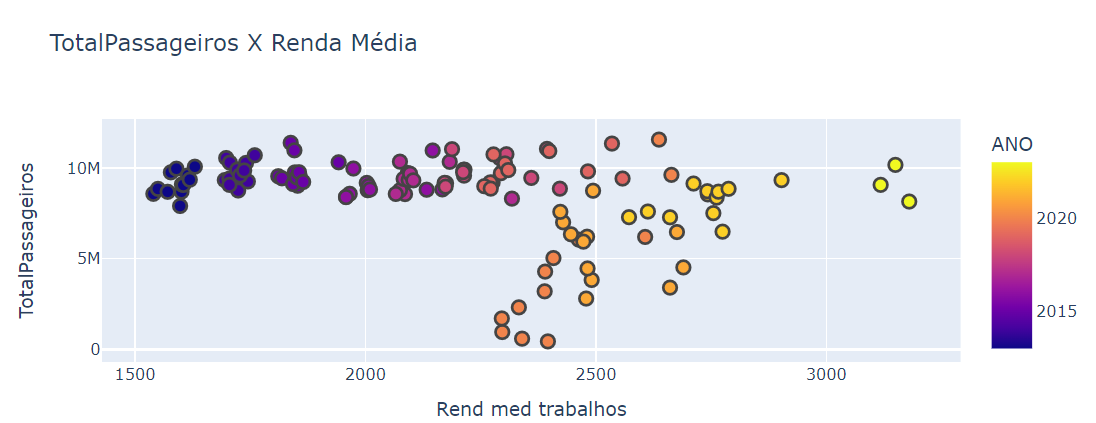 TotalPassageiros X Renda Média
ANO
10M
5M
0
2020
2015
1500
2000
2500
3000
TotalPassageiros
Rend med trabalhos